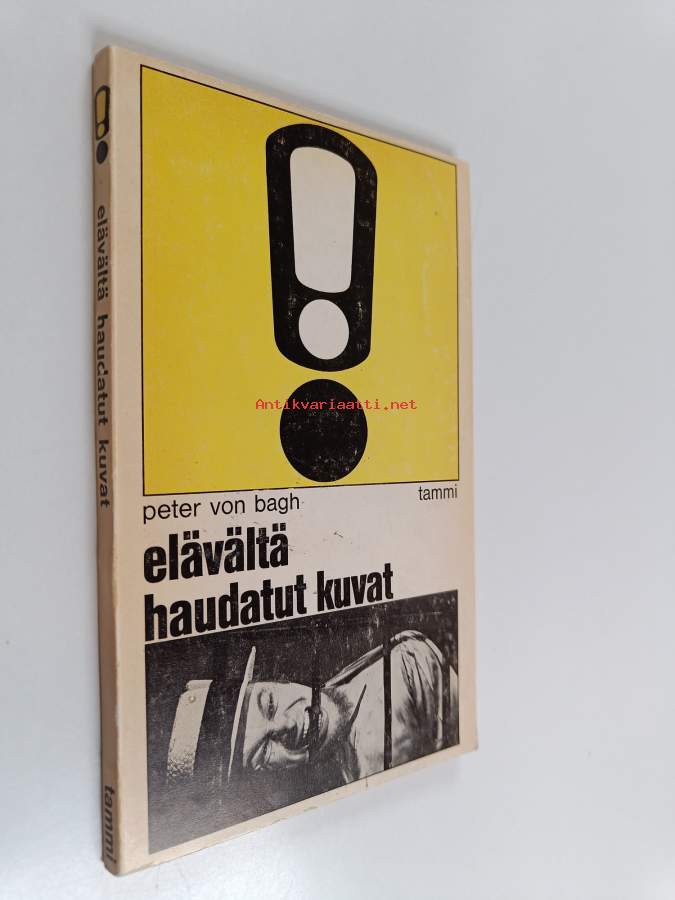 elävältä haudatut kuvat
tammi
Antikvariaatti.net
peter von bagh
tammi
elävältä
haudatut kuvat